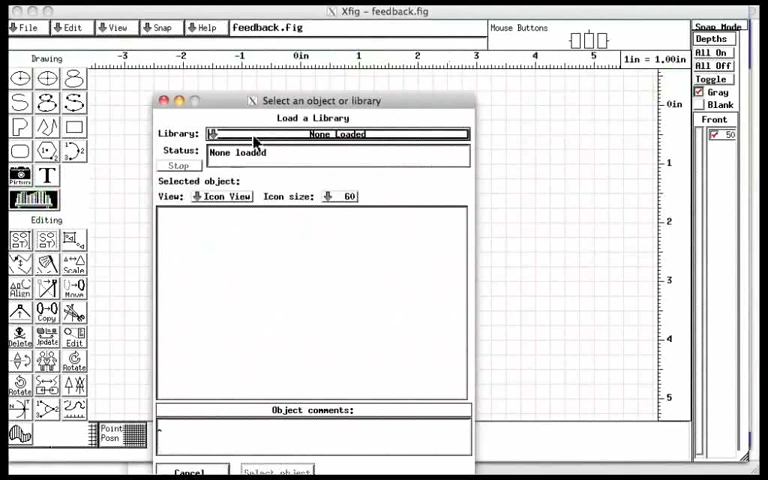 Xfig - feedback.fig
File Edit View Snap Help feedback.fig
Mouse Buttons
Snap Mode
Drawing
-3 -2 -1 0in 1 2 3 4 5 1in = 1.00in
Depths
All On
All Off
Toggle
Gray
Blank
Front
50
0in
1
2
3
4
5
Select an object or library
Load a Library
Library: None Loaded
Status: None loaded
Stop
Selected object:
View: Icon View Icon size: 60
Picture T
Editing
Scale
Align Move
Copy
Delete Update Edit
Rotate
Rotate
Object comments:
Point
Posn
Cancel Select object